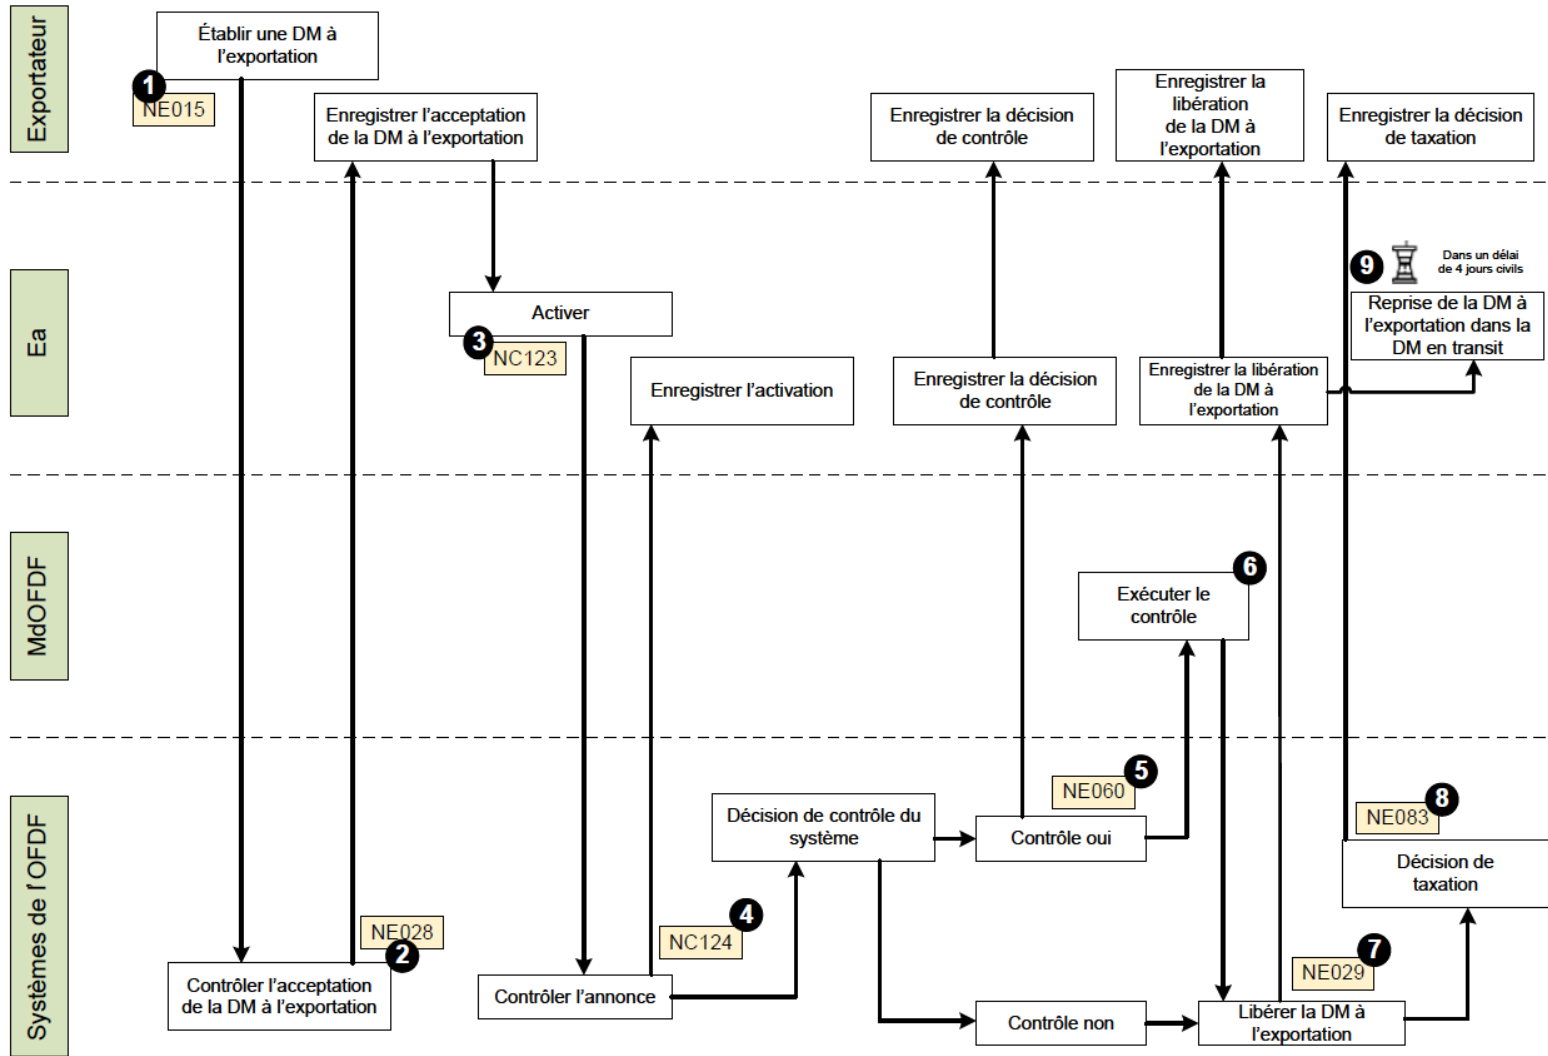 Exportateur
Établir une DM à
l'exportation
1
NE015
Enregistrer l'acceptation
de la DM à l'exportation
Enregistrer la décision
de contrôle
Enregistrer la
libération
de la DM à
l'exportation
Enregistrer la décision
de taxation
Ea
Activer
3
NC123
Enregistrer l'activation
Enregistrer la décision
de contrôle
Enregistrer la libération
de la DM à
l'exportation
9
Dans un délai
de 4 jours civils
Reprise de la DM à
l'exportation dans la
DM en transit
MdOFDF
6
Exécuter le
contrôle
Systèmes de l'OFDF
NE028
2
Contrôler l'acceptation
de la DM à l'exportation
Contrôler l'annonce
4
NC124
Décision de contrôle du
système
5
NE060
Contrôle oui
Contrôle non
7
NE029
Libérer la DM à
l'exportation
8
NE083
Décision de
taxation